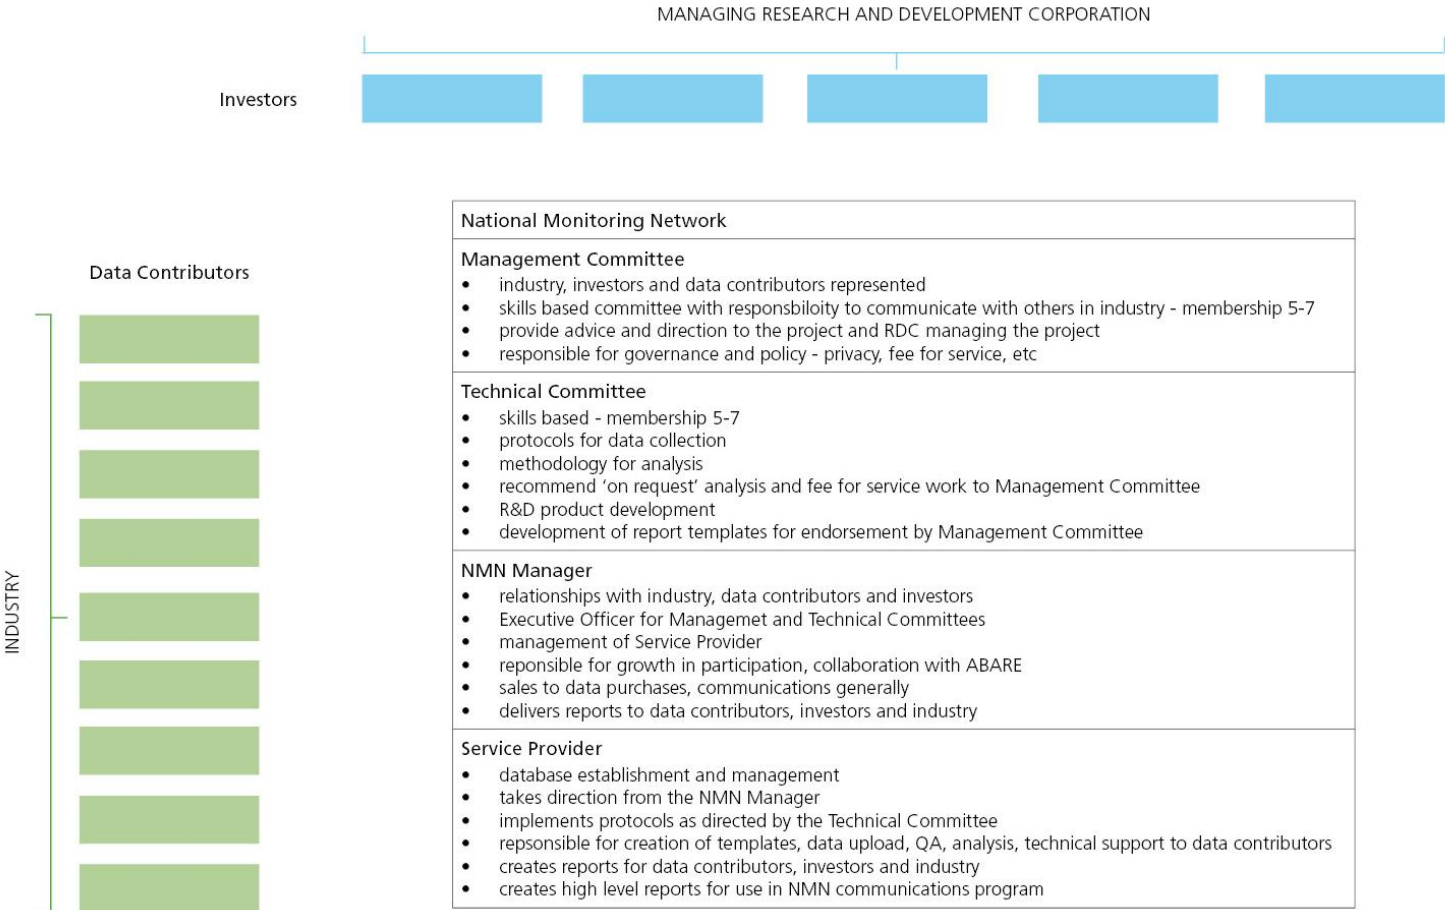 MANAGING RESEARCH AND DEVELOPMENT CORPORATION
Investors
Data Contributors
INDUSTRY
National Monitoring Network
Management Committee
• industry, investors and data contributors represented
• skills based committee with responsbiloity to communicate with others in industry - membership 5-7
• provide advice and direction to the project and RDC managing the project
• responsible for governance and policy - privacy, fee for service, etc
Technical Committee
• skills based - membership 5-7
• protocols for data collection
• methodology for analysis
• recommend ‘on request’ analysis and fee for service work to Management Committee
• R&D product development
• development of report templates for endorsement by Management Committee
NMN Manager
• relationships with industry, data contributors and investors
• Executive Officer for Managemet and Technical Committees
• management of Service Provider
• reponsible for growth in participation, collaboration with ABARE
• sales to data purchases, communications generally
• delivers reports to data contributors, investors and industry
Service Provider
• database establishment and management
• takes direction from the NMN Manager
• implements protocols as directed by the Technical Committee
• repsonsible for creation of templates, data upload, QA, analysis, technical support to data contributors
• creates reports for data contributors, investors and industry
• creates high level reports for use in NMN communications program